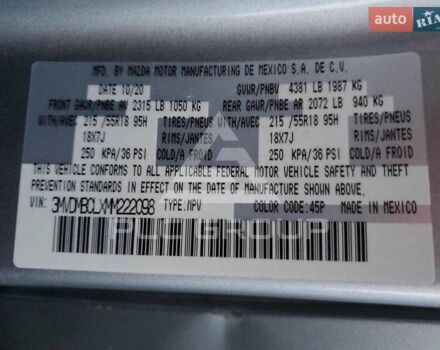 AUTO
RIA
MFD. BY MAZDA MOTOR MANUFACTURING DE MEXICO S.A. DE C.V.
DATE 10/20 GVWR/PNBV 4381 LB 1987 KG
FRONT GAWR/PNBE AV 2315 LB 1050 KG REAR GAWR/PNBE AR 2072 LB 940 KG
WITH/AVEC 215 /55R18 95H TIRES/PNEUS WITH/AVEC 215 /55R18 95H TIRES/PNEUS
18X7J RIMS/JANTES 18X7J RIMS/JANTES
250 KPA/36 PSI COLD/A FROID 250 KPA/36 PSI COLD/A FROID
THIS VEHICLE CONFORMS TO ALL APPLICABLE FEDERAL MOTOR VEHICLE SAFETY AND THEFT
PREVENTION STANDARDS IN EFFECT ON THE DATE OF MANUFACTURE SHOWN ABOVE.
VIN: 3MVDMBCLXMM222098 TYPE:MPV COLOR CODE:45P MADE IN MEXICO
PLC GROUP